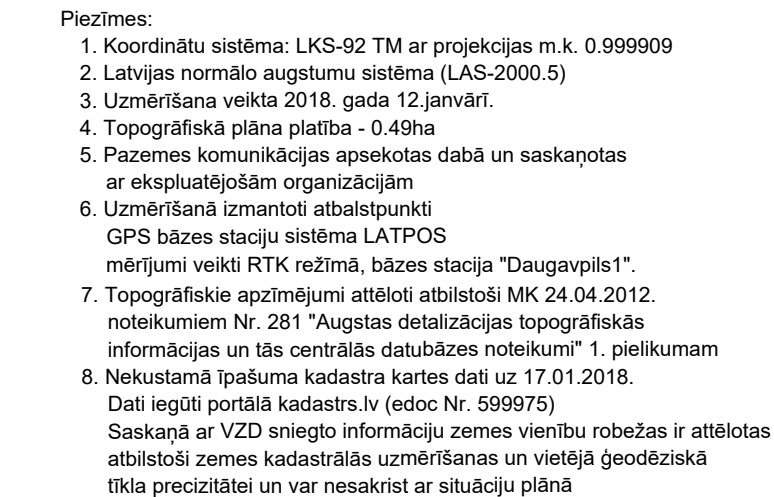 Piezīmes:
1. Koordinātu sistēma: LKS-92 TM ar projekcijas m.k. 0.999909
2. Latvijas normālo augstumu sistēma (LAS-2000.5)
3. Uzmērīšana veikta 2018. gada 12.janvārī.
4. Topogrāfiskā plāna platība - 0.49ha
5. Pazemes komunikācijas apsekotas dabā un saskaņotas
ar ekspluatējošām organizācijām
6. Uzmērīšanā izmantoti atbalstpunkti
GPS bāzes staciju sistēma LATPOS
mērījumi veikti RTK režīmā, bāzes stacija "Daugavpils1".
7. Topogrāfiskie apzīmējumi attēloti atbilstoši MK 24.04.2012.
noteikumiem Nr. 281 "Augstas detalizācijas topogrāfiskās
informācijas un tās centrālās datubāzes noteikumi" 1. pielikumam
8. Nekustamā īpašuma kadastra kartes dati uz 17.01.2018.
Dati iegūti portālā kadastrs.lv (edoc Nr. 599975)
Saskaņā ar VZD sniegto informāciju zemes vienību robežas ir attēlotas
atbilstoši zemes kadastrālās uzmērīšanas un vietējā ģeodēziskā
tīkla precizitātei un var nesakrist ar situāciju plānā